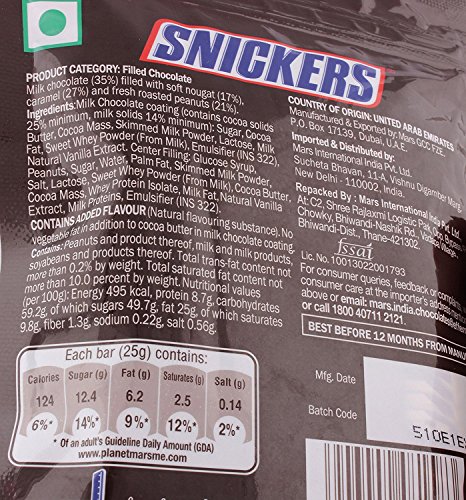 SNICKERS
PRODUCT CATEGORY: Filled Chocolate
Milk chocolate (35%) filled with soft nougat (17%),
caramel (27%) and fresh roasted peanuts (21%).
Ingredients:Milk Chocolate coating (contains cocoa solids
25% minimum, milk solids 14% minimum): Sugar, Cocoa
Butter, Cocoa Mass, Skimmed Milk Powder, Lactose, Milk
Fat, Sweet Whey Powder (From Milk), Emulsifier (INS 322),
Natural Vanilla Extract. Center Filling: Glucose Syrup,
Peanuts, Sugar, Water, Palm Fat, Skimmed Milk Powder,
Salt, Lactose, Sweet Whey Powder (From Milk), Cocoa Butter,
Cocoa Mass, Whey Protein Isolate, Milk Fat, Natural Vanilla
Extract, Milk Proteins, Emulsifier (INS 322).
CONTAINS ADDED FLAVOUR (Natural flavouring substance). No
vegetable fat in addition to cocoa butter in milk chocolate coating.
Contains: Peanuts and product thereof, milk and milk products,
soyabeans and products thereof. Total trans-fat content not
more than 0.2% by weight. Total saturated fat content not
more than 10.0 percent by weight. Nutritional values
(per 100g): Energy 495 kcal, protein 8.7g, carbohydrates
59.2g, of which sugars 49.7g, fat 25g, of which saturates
9.8g, fiber 1.3g, sodium 0.22g, salt 0.56g.
Each bar (25g) contains:
Calories Sugar (g) Fat (g) Saturates (g) Salt (g)
124 12.4 6.2 2.5 0.14
6%* 14%* 9%* 12%* 2%*
* Of an adult's Guideline Daily Amount (GDA)
www.planetmarsme.com
COUNTRY OF ORIGIN: UNITED ARAB EMIRATES
Manufactured & Exported by: Mars GCC FZE,
P.O. Box 17139, Dubai, U.A.E.
Imported & Distributed by:
Mars International India Pvt. Ltd.
Sucheta Bhavan, 11-A, Vishnu Digamber Marg
New Delhi - 110002, India
Repacked By : Mars International India Pvt. Ltd.
At: C2, Shree Rajlaxmi Logistic Park,
Chowky, Bhiwandi-Nashik Rd., Village,
Bhiwandi-Dist., Thane-421302.
fssai
Lic. No. 10013022001793
For consumer queries, feedback or
consumer care at the importer's address
above or email: mars.india.chocolates
or call 1800 40711 2121.
BEST BEFORE 12 MONTHS FROM
Mfg. Date
Batch Code
510E1E